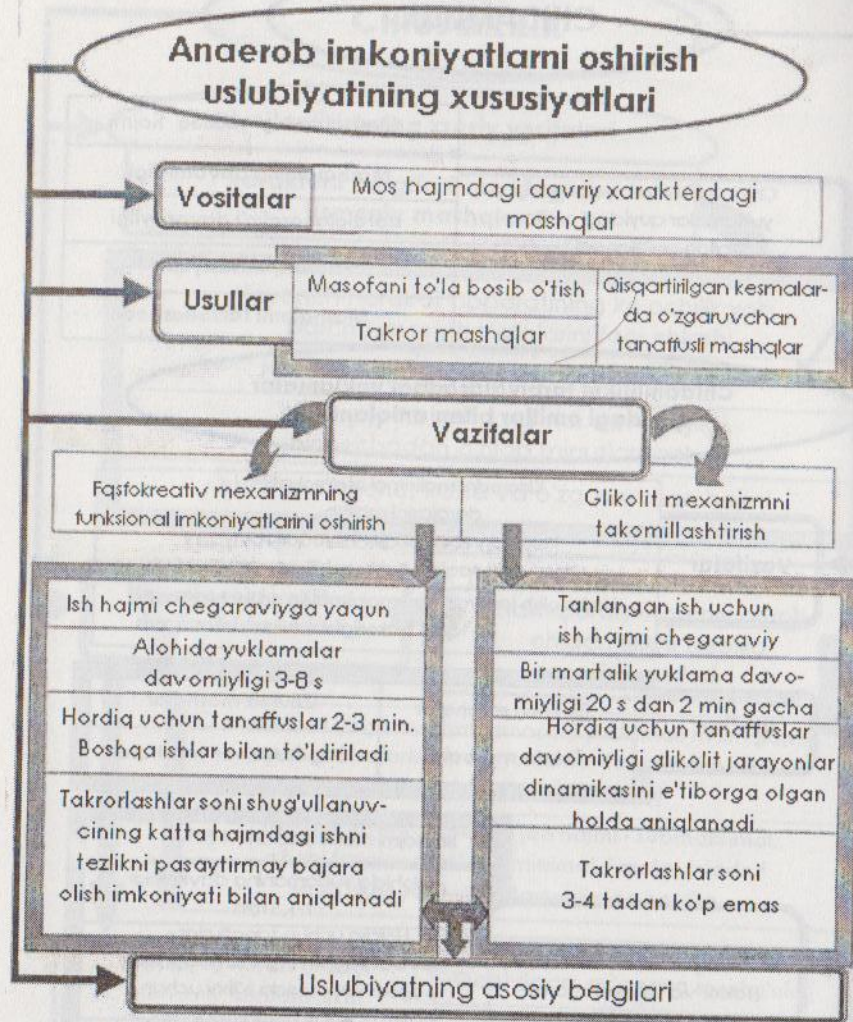 Anaerob imkoniyatlarni oshirish
uslubiyatining xususiyatlari
Vositalar
Mos hajmdagi davriy xarakterdagi
mashqlar
Usullar
Masofani to'la bosib o'tish
Takror mashqlar
Qisqartirilgan kesmalar-
da o'zgaruvchan
tanaffusli mashqlar
Vazifalar
Fqsfokreativ mexanizmning
funksional imkoniyatlarini oshirish
Glikolit mexanizmni
takomillashtirish
Ish hajmi chegaraviyga yaqun
Alohida yuklamalar
davomiyligi 3-8 s
Hordiq uchun tanaffuslar 2-3 min.
Boshqa ishlar bilan to'ldiriladi
Takrorlashlar soni shug'ullanuv-
cining katta hajmdagi ishni
tezlikni pasaytirmay bajara
olish imkoniyati bilan aniqlanadi
Tanlangan ish uchun
ish hajmi chegaraviy
Bir martalik yuklama davo-
miyligi 20 s dan 2 min gacha
Hordiq uchun tanaffuslar
davomiyligi glikolit jarayonlar
dinamikasini e'tiborga olgan
holda aniqlanadi
Takrorlashlar soni
3-4 tadan ko'p emas
Uslubiyatning asosiy belgilari